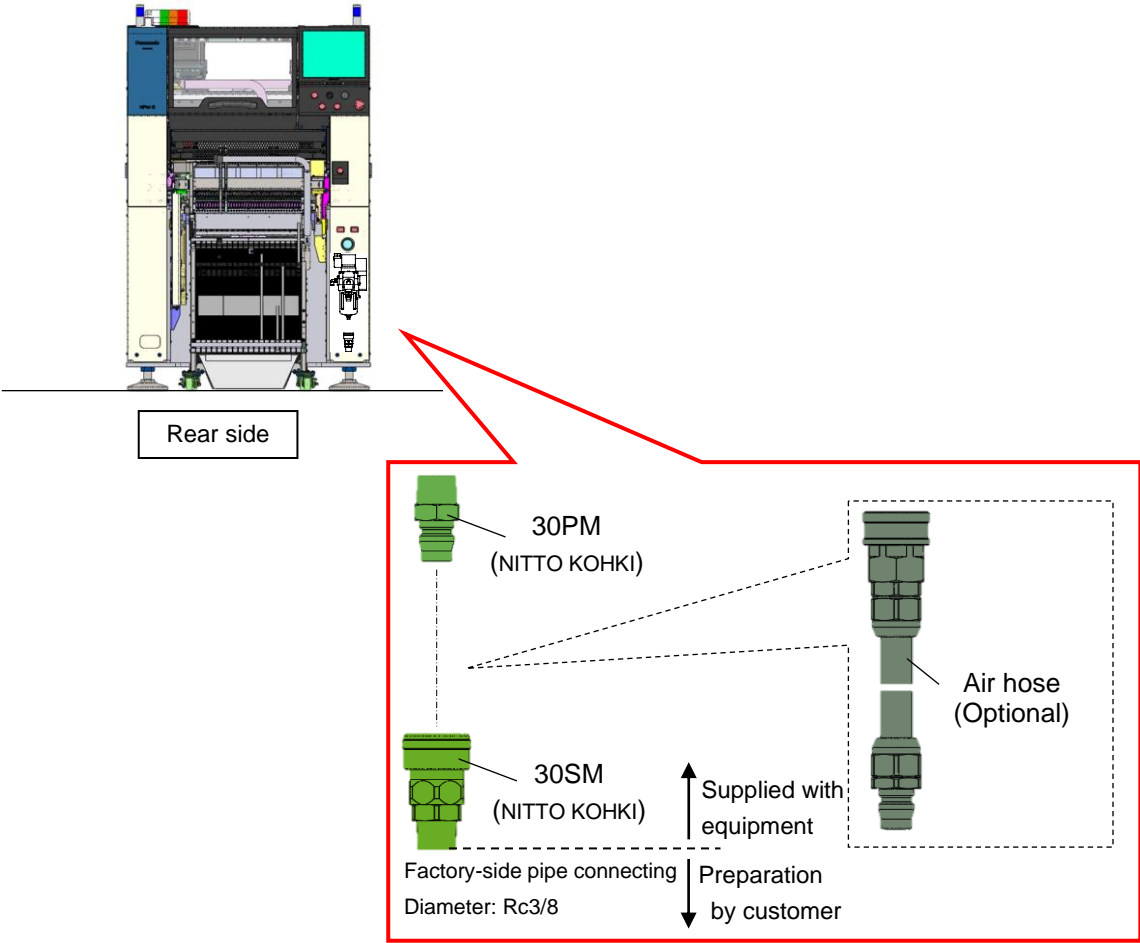 Panasonic
Rear side
30PM
(NITTO KOHKI)
Air hose
(Optional)
30SM
(NITTO KOHKI)
Supplied with
equipment
Factory-side pipe connecting
Diameter: Rc3/8
Preparation
by customer